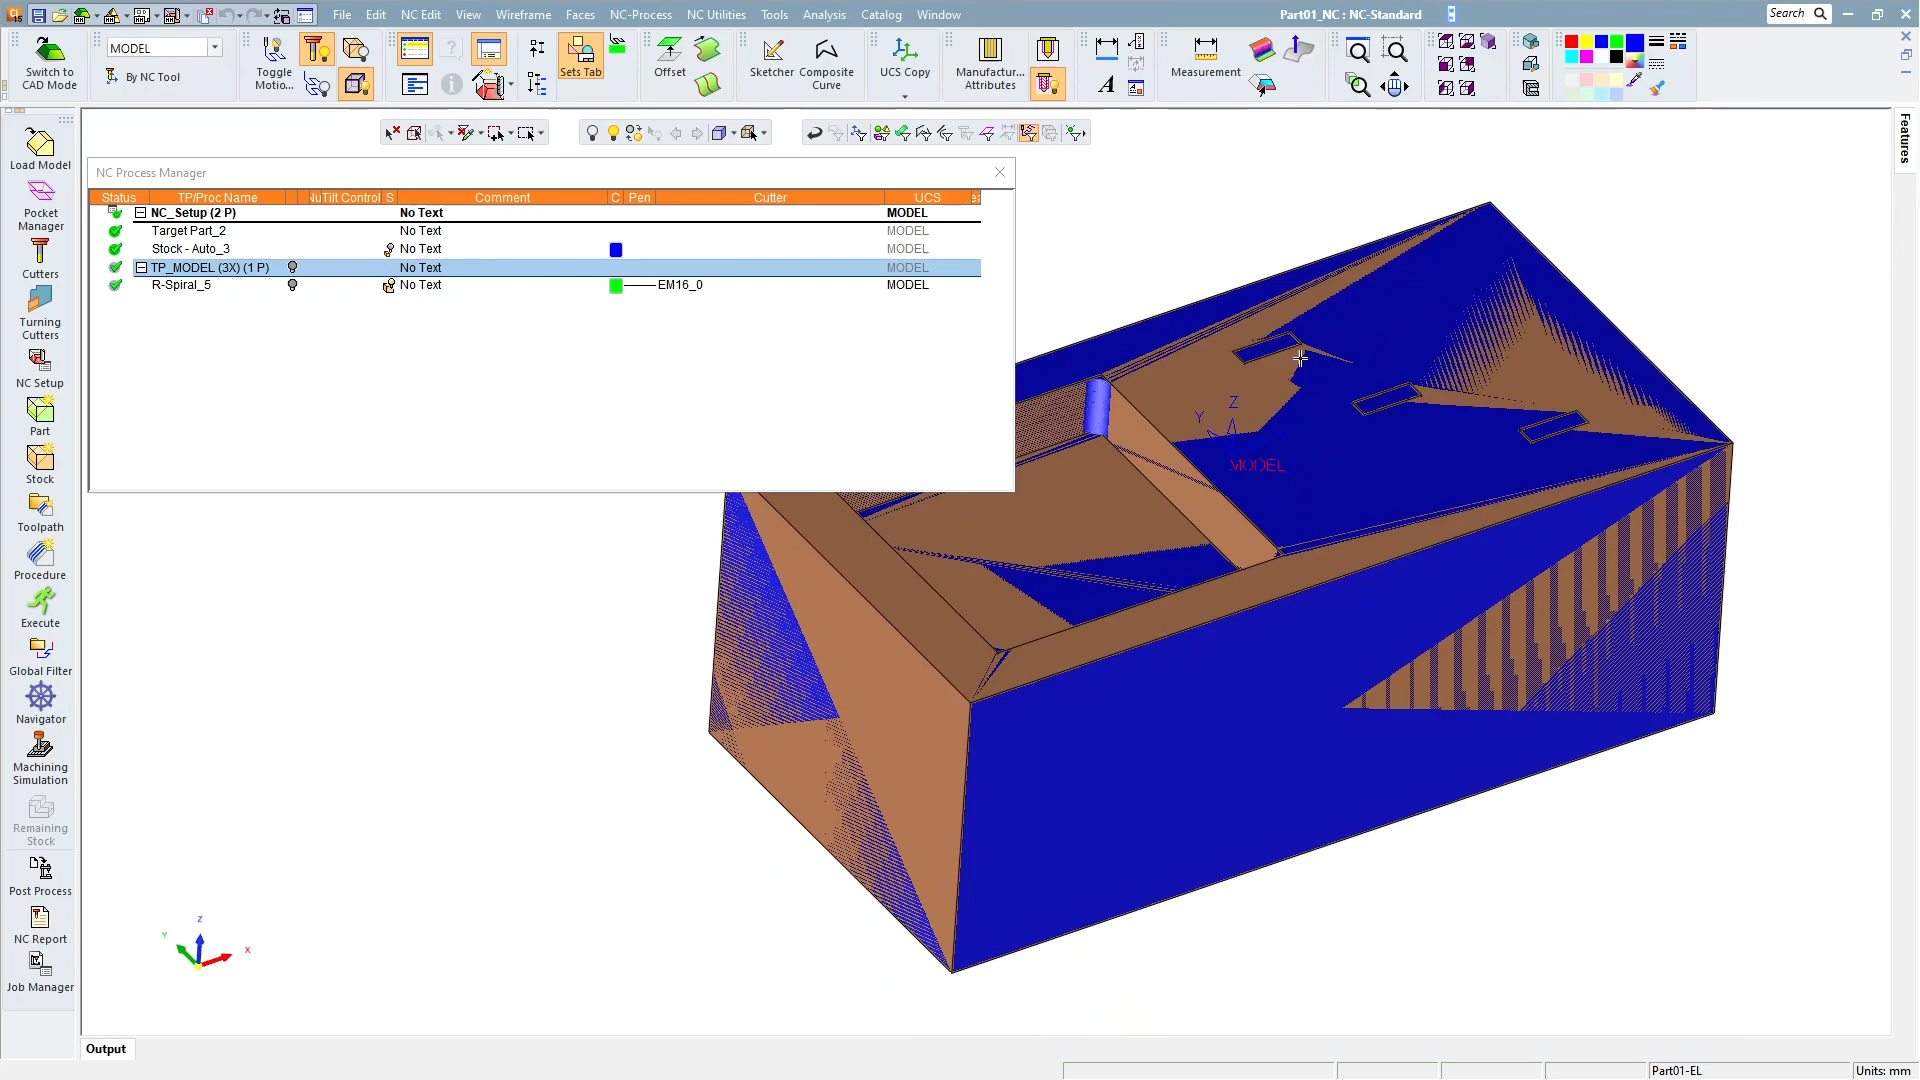 File Edit NC Edit View Wireframe Faces NC-Process NC Utilities Tools Analysis Catalog Window
Part01_NC : NC-Standard
Search
Switch to CAD Mode
MODEL
By NC Tool
Toggle Motio...
Sets Tab
Offset
Sketcher
Composite Curve
UCS Copy
Manufactur... Attributes
Measurement
Features
Load Model
Pocket Manager
Cutters
Turning Cutters
NC Setup
Part
Stock
Toolpath
Procedure
Execute
Global Filter
Navigator
Machining Simulation
Remaining Stock
Post Process
NC Report
Job Manager
NC Process Manager
Status TP/Proc Name Tilt Control S Comment C Pen Cutter UCS
NC_Setup (2 P) No Text MODEL
Target Part_2 No Text MODEL
Stock - Auto_3 No Text MODEL
TP_MODEL (3X) (1 P) No Text MODEL
R-Spiral_5 No Text EM16_0 MODEL
Z
Y
MODEL
Z
Y
X
Output
Part01-EL
Units: mm